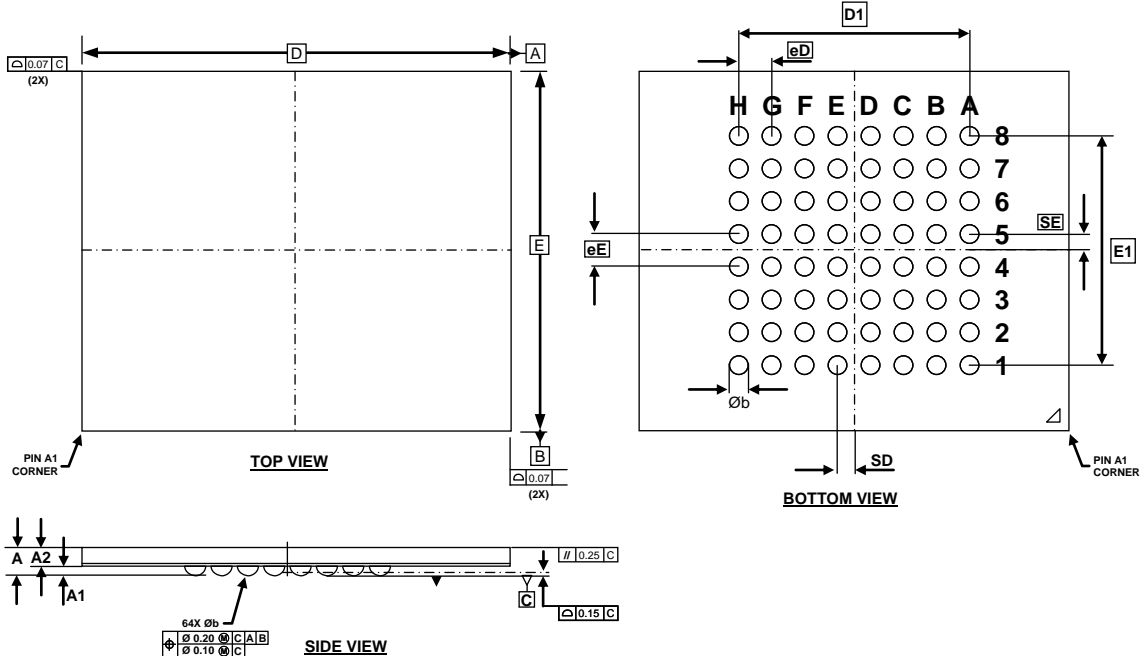 D
A
0.07 C
(2X)
E
B
0.07
(2X)
PIN A1
CORNER
TOP VIEW
D1
eD
H G F E D C B A
8
7
6
5
4
3
2
1
SE
eE
E1
Øb
SD
PIN A1
CORNER
BOTTOM VIEW
A A2
A1
// 0.25 C
C
0.15 C
64X Øb
Ø 0.20 Ⓜ C A B
Ø 0.10 Ⓜ C
SIDE VIEW